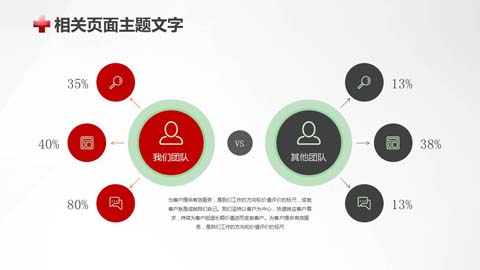 相关页面主题文字
35%
13%
40%
我们团队
VS
其他团队
38%
80%
13%
为客户提供有效服务，是我们工作的方向和价值评价的标尺，成就
客户就是成就我们自己。我们坚持以客户为中心，快速响应客户需
求，持续为客户创造长期价值进而成就客户。为客户提供有效服
务，是我们工作的方向和价值评价的标尺